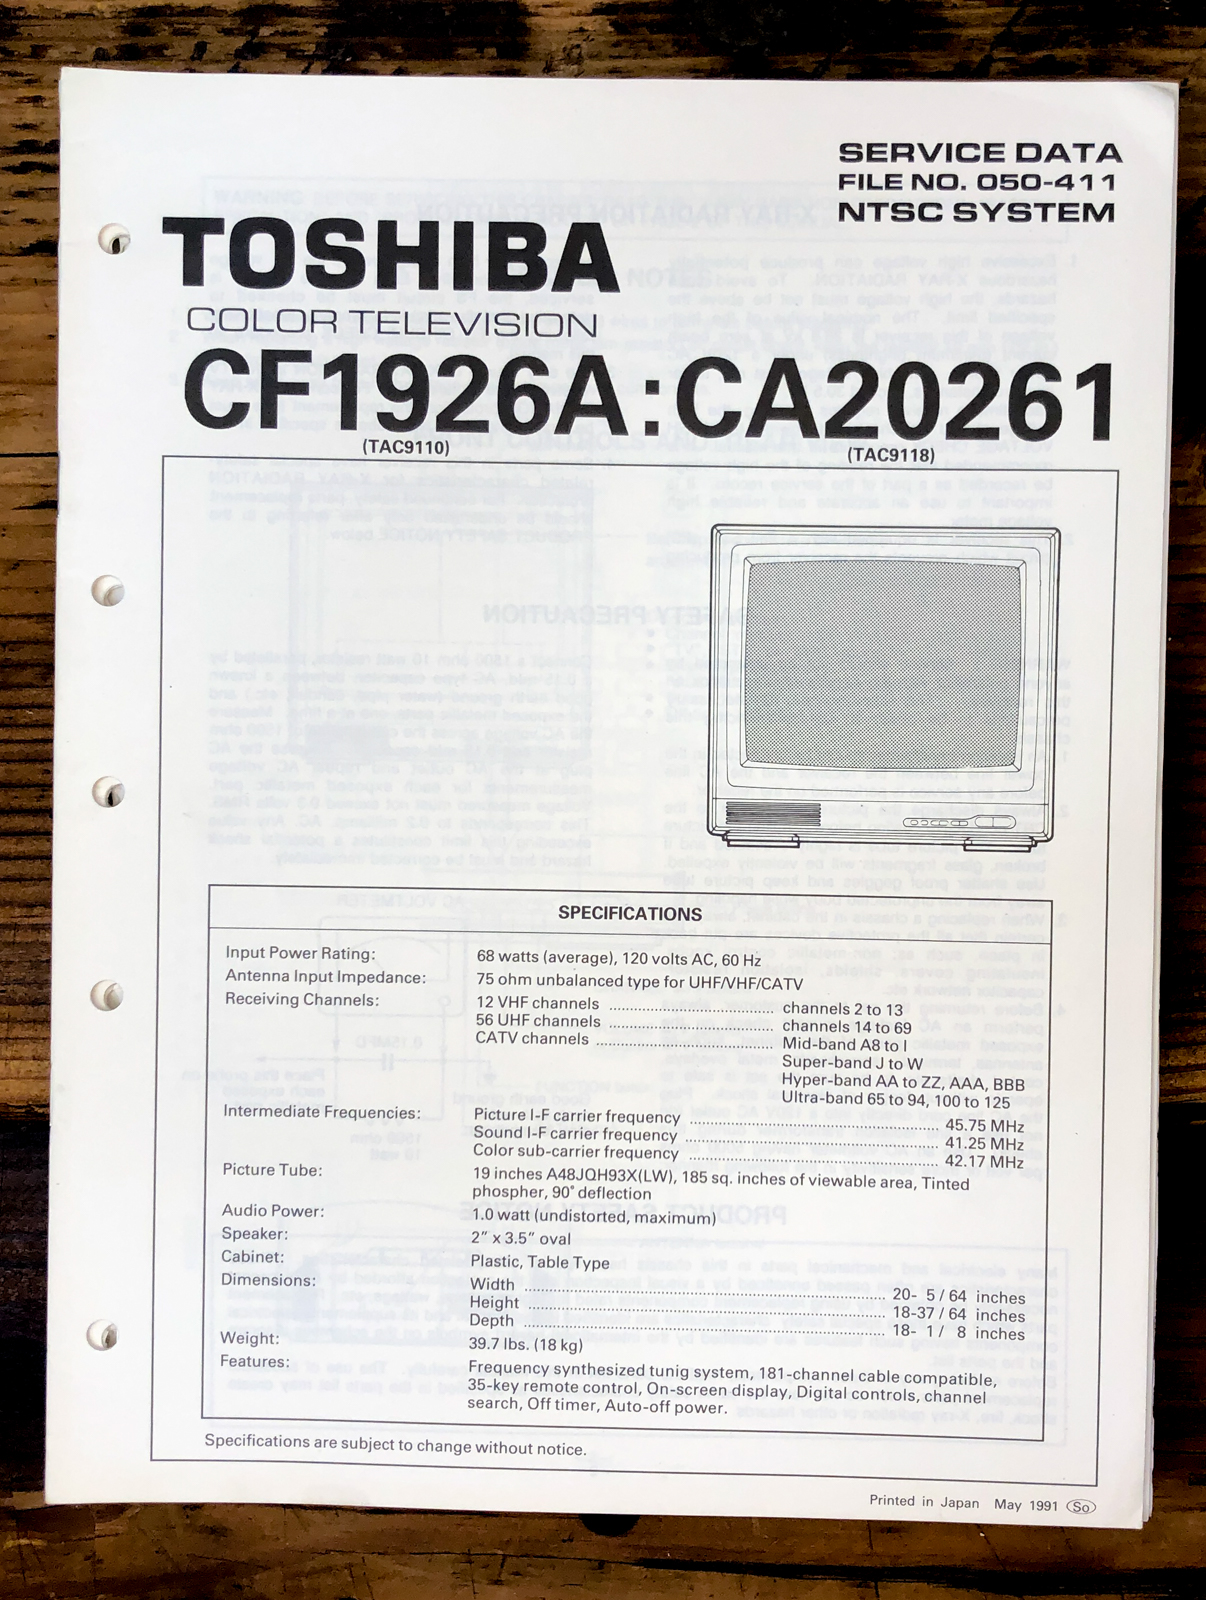 SERVICE DATA
FILE NO. 050-411
NTSC SYSTEM
TOSHIBA
COLOR TELEVISION
CF1926A:CA20261
(TAC9110) (TAC9118)
SPECIFICATIONS
Input Power Rating: 68 watts (average), 120 volts AC, 60 Hz
Antenna Input Impedance: 75 ohm unbalanced type for UHF/VHF/CATV
Receiving Channels: 12 VHF channels channels 2 to 13
56 UHF channels channels 14 to 69
CATV channels Mid-band A8 to I
Super-band J to W
Hyper-band AA to ZZ, AAA, BBB
Ultra-band 65 to 94, 100 to 125
Intermediate Frequencies: Picture I-F carrier frequency 45.75 MHz
Sound I-F carrier frequency 41.25 MHz
Color sub-carrier frequency 42.17 MHz
Picture Tube: 19 inches A48JQH93X(LW), 185 sq. inches of viewable area, Tinted
phospher, 90° deflection
Audio Power: 1.0 watt (undistorted, maximum)
Speaker: 2" x 3.5" oval
Cabinet: Plastic, Table Type
Dimensions: Width 20- 5 / 64 inches
Height 18-37 / 64 inches
Depth 18- 1 / 8 inches
Weight: 39.7 lbs. (18 kg)
Features: Frequency synthesized tunig system, 181-channel cable compatible,
35-key remote control, On-screen display, Digital controls, channel
search, Off timer, Auto-off power.
Specifications are subject to change without notice.
Printed in Japan May 1991 So